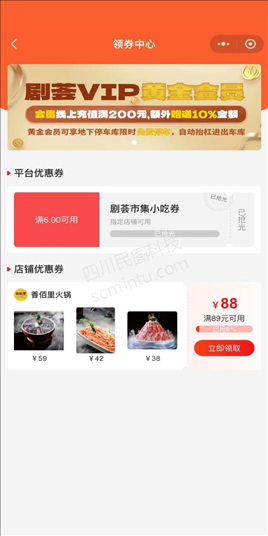 领券中心
剧荟VIP黄金会员
会员线上充值满200元,额外赠送10%金额
黄金会员可享地下停车库限时免费停车，自动抬杠进出车库
平台优惠券
满6.00可用
剧荟市集小吃券
指定店铺可用
已抢光
已抢光
已抢光
店铺优惠券
香佰里火锅
¥59
¥42
¥38
¥88
满89元可用
立即领取
四川民图科技
scmintu.com